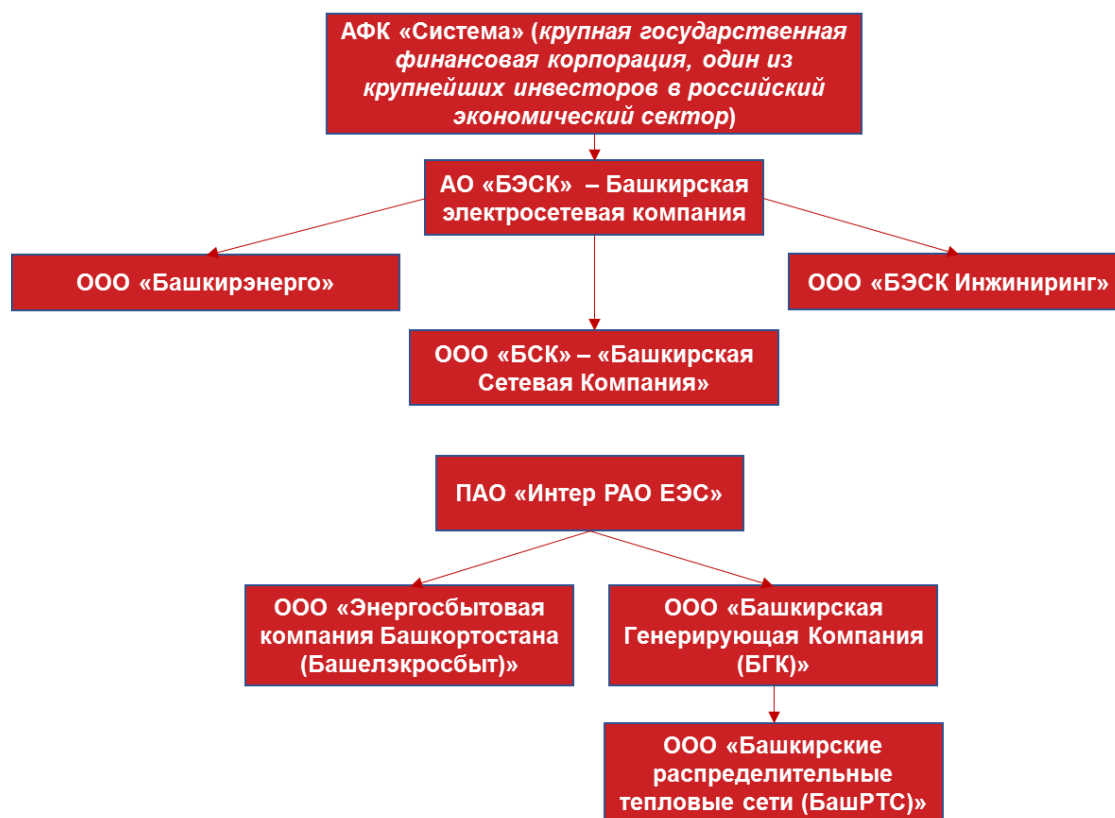 АФК «Система» (крупная государственная
финансовая корпорация, один из
крупнейших инвесторов в российский
экономический сектор)
АО «БЭСК» – Башкирская
электросетевая компания
ООО «Башкирэнерго»
ООО «БЭСК Инжиниринг»
ООО «БСК» – «Башкирская
Сетевая Компания»
ПАО «Интер РАО ЕЭС»
ООО «Энергосбытовая
компания Башкортостана
(Башелэкросбыт)»
ООО «Башкирская
Генерирующая Компания
(БГК)»
ООО «Башкирские
распределительные
тепловые сети (БашРТС)»